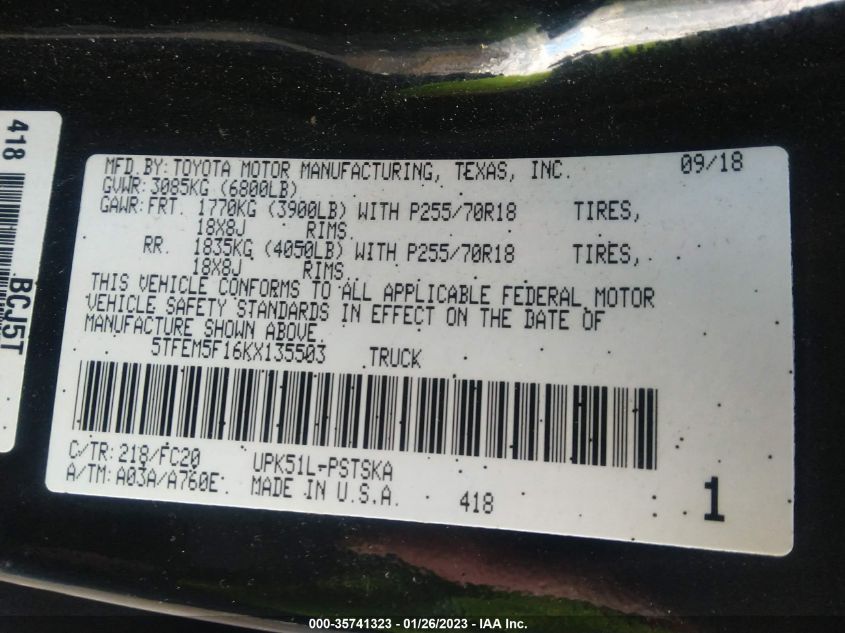 418
BCJ5T
MFD.BY:TOYOTA MOTOR MANUFACTURING, TEXAS, INC. 09/18
GVWR:3085KG (6800LB)
GAWR:FRT. 1770KG (3900LB) WITH P255/70R18 TIRES,
18X8J RIMS
RR. 1835KG (4050LB) WITH P255/70R18 TIRES,
18X8J RIMS
THIS VEHICLE CONFORMS TO ALL APPLICABLE FEDERAL MOTOR
VEHICLE SAFETY STANDARDS IN EFFECT ON THE DATE OF
MANUFACTURE SHOWN ABOVE.
5TFEM5F16KX135503 TRUCK
C/TR:218/FC20 UPK51L-PSTSKA
A/TM:A03A/A760E MADE IN U.S.A. 418 1
000-35741323 — 01/26/2023 — IAA Inc.